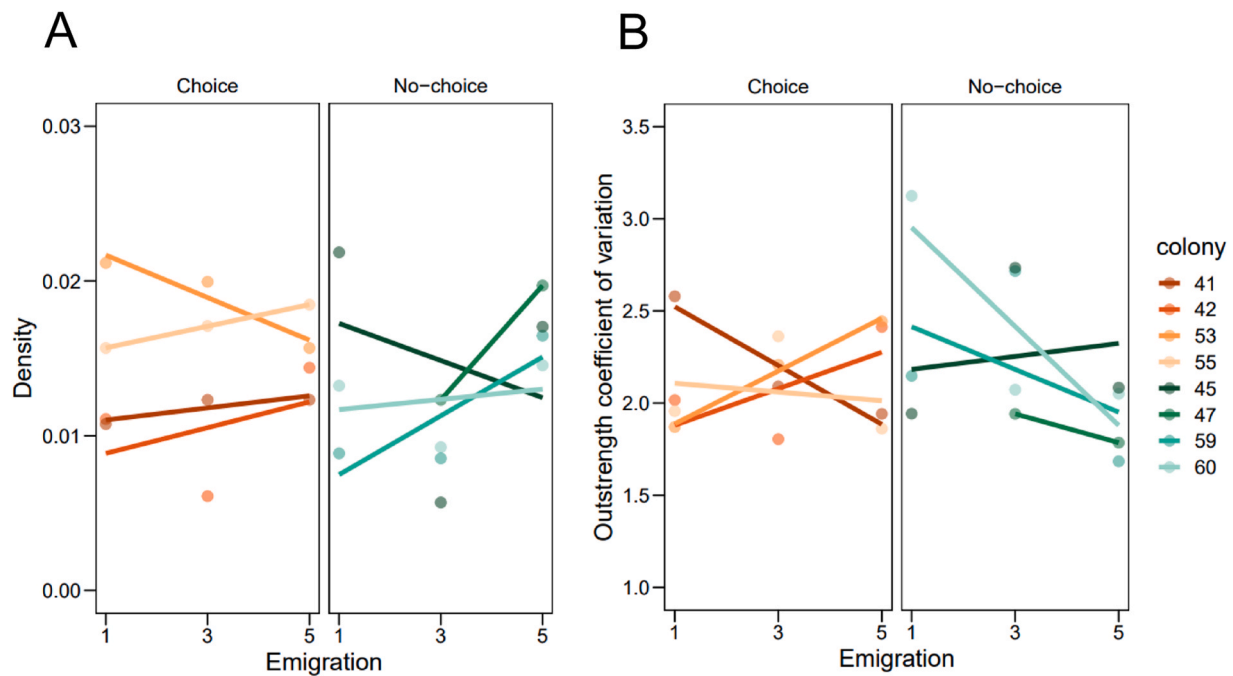 A
B
Choice
No−choice
Choice
No−choice
Density
0.03
0.02
0.01
0.00
1
3
5
1
3
5
Emigration
Outstrength coefficient of variation
3.5
3.0
2.5
2.0
1.5
1.0
1
3
5
1
3
5
Emigration
colony
41
42
53
55
45
47
59
60